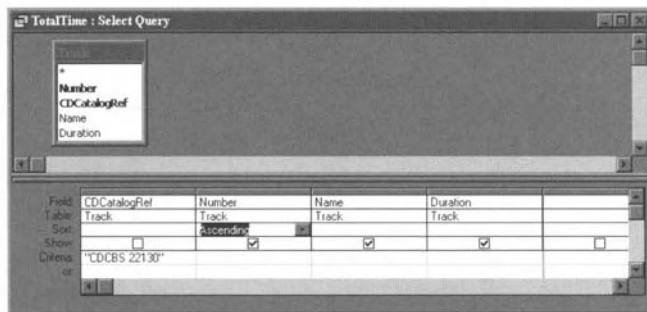 TotalTime : Select Query
Track
*
Number
CDCatalogRef
Name
Duration
Field: CDCatalogRef Number Name Duration
Table: Track Track Track Track
Sort: Ascending
Show:
Criteria: "CDCBS 22130"
or: